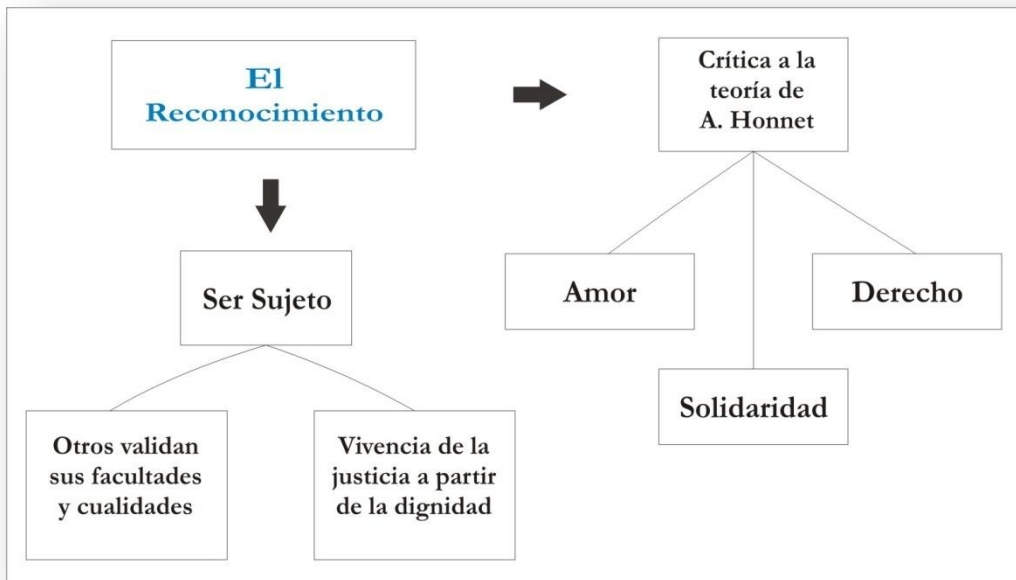 El
Reconocimiento
Crítica a la
teoría de
A. Honnet
Ser Sujeto
Amor
Derecho
Solidaridad
Otros validan
sus facultades
y cualidades
Vivencia de la
justicia a partir
de la dignidad